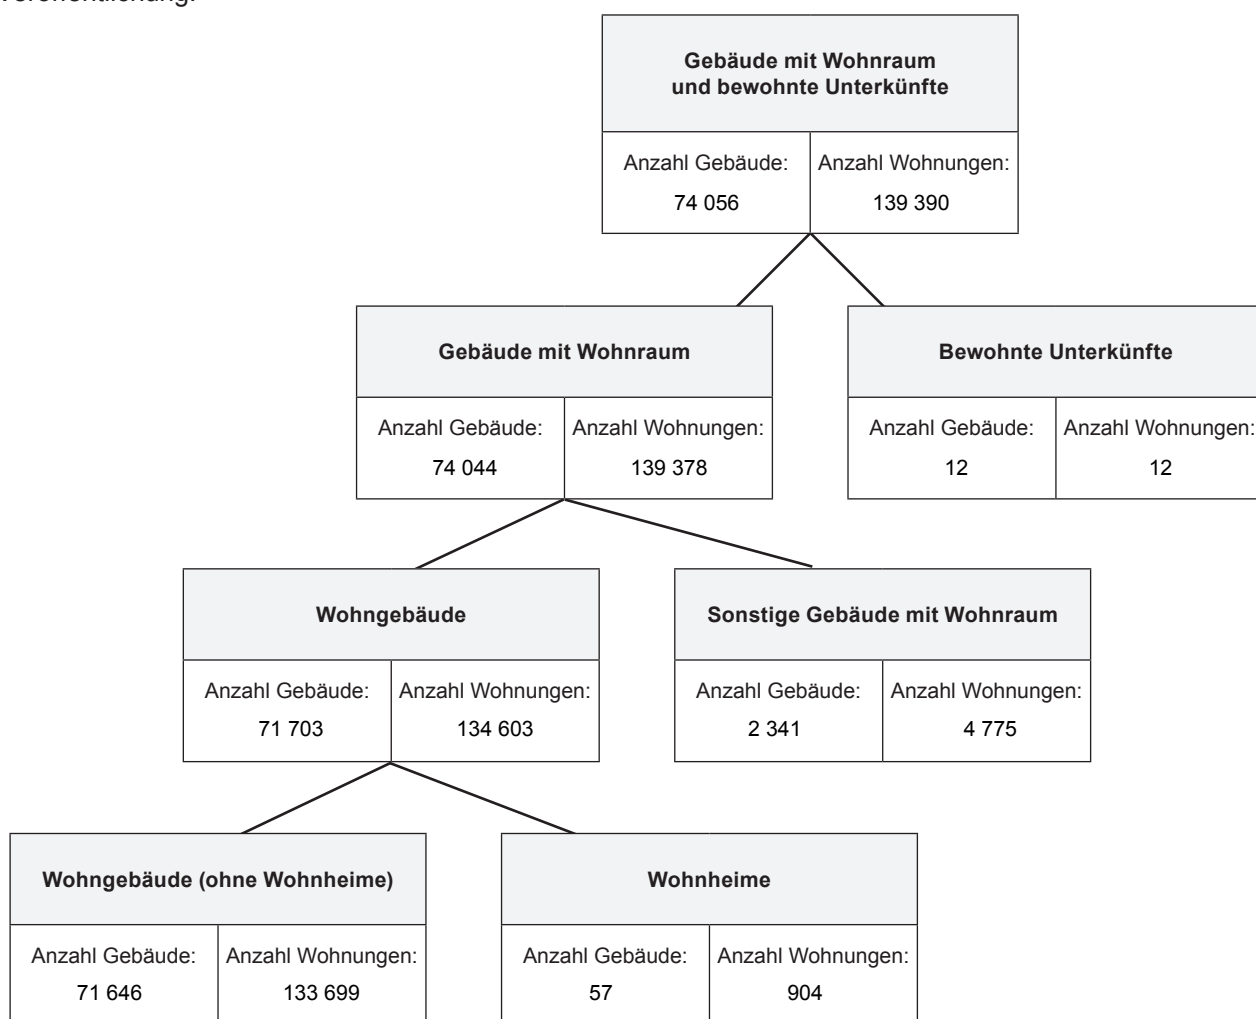 Veröffentlichung.
Gebäude mit Wohnraum
und bewohnte Unterkünfte
Anzahl Gebäude: Anzahl Wohnungen:
74 056 139 390
Gebäude mit Wohnraum Bewohnte Unterkünfte
Anzahl Gebäude: Anzahl Wohnungen: Anzahl Gebäude: Anzahl Wohnungen:
74 044 139 378 12 12
Wohngebäude Sonstige Gebäude mit Wohnraum
Anzahl Gebäude: Anzahl Wohnungen: Anzahl Gebäude: Anzahl Wohnungen:
71 703 134 603 2 341 4 775
Wohngebäude (ohne Wohnheime) Wohnheime
Anzahl Gebäude: Anzahl Wohnungen: Anzahl Gebäude: Anzahl Wohnungen:
71 646 133 699 57 904